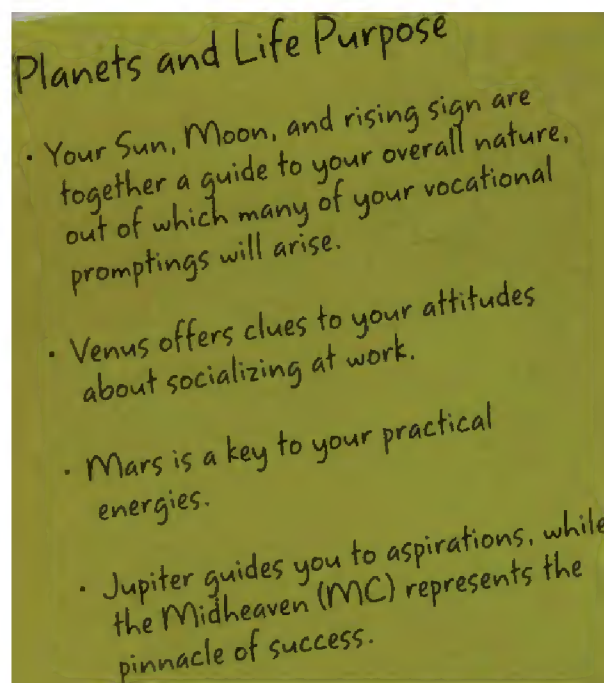 Planets and Life Purpose
• Your Sun, Moon, and rising sign are
together a guide to your overall nature,
out of which many of your vocational
promptings will arise.
• Venus offers clues to your attitudes
about socializing at work.
• Mars is a key to your practical
energies.
• Jupiter guides you to aspirations, while
the Midheaven (MC) represents the
pinnacle of success.